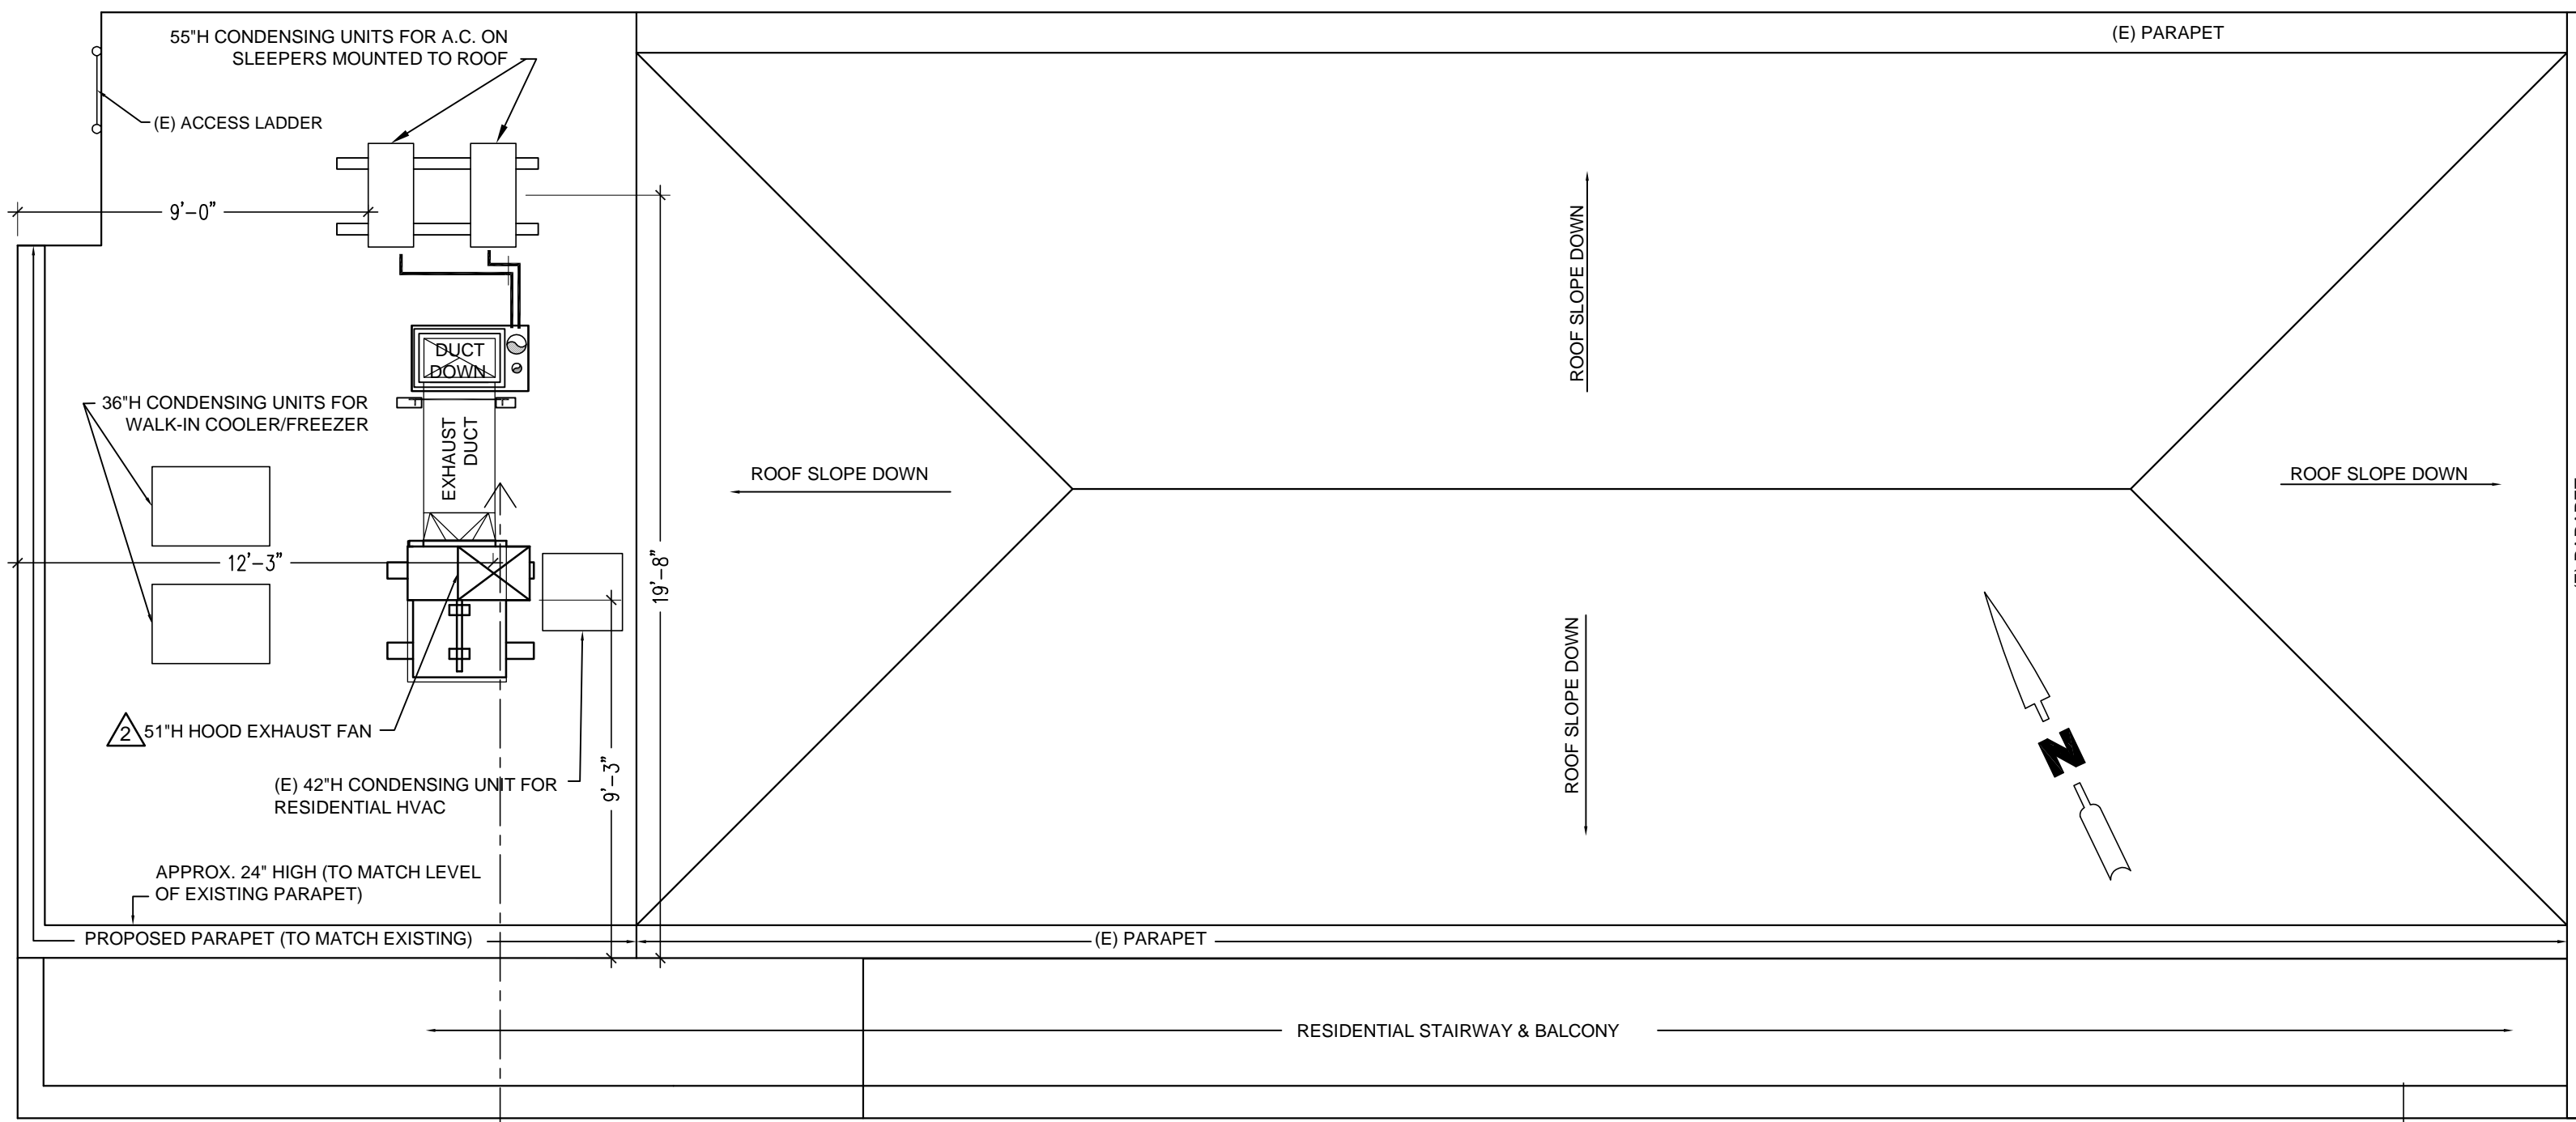 (E) PARAPET
55"H CONDENSING UNITS FOR A.C. ON
SLEEPERS MOUNTED TO ROOF
(E) ACCESS LADDER
9'-0"
ROOF SLOPE DOWN
DUCT
DOWN
36"H CONDENSING UNITS FOR
WALK-IN COOLER/FREEZER
EXHAUST
DUCT
ROOF SLOPE DOWN
ROOF SLOPE DOWN
12'-3"
19'-8"
ROOF SLOPE DOWN
2
51"H HOOD EXHAUST FAN
N
(E) 42"H CONDENSING UNIT FOR
RESIDENTIAL HVAC
9'-3"
APPROX. 24" HIGH (TO MATCH LEVEL
OF EXISTING PARAPET)
PROPOSED PARAPET (TO MATCH EXISTING)
(E) PARAPET
RESIDENTIAL STAIRWAY & BALCONY